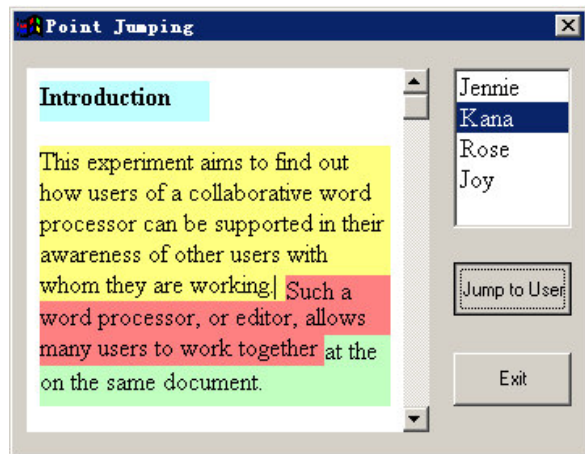 Point Jumping
Introduction
This experiment aims to find out
how users of a collaborative word
processor can be supported in their
awareness of other users with
whom they are working. Such a
word processor, or editor, allows
many users to work together at the
on the same document.
Jennie
Kana
Rose
Joy
Jump to User
Exit